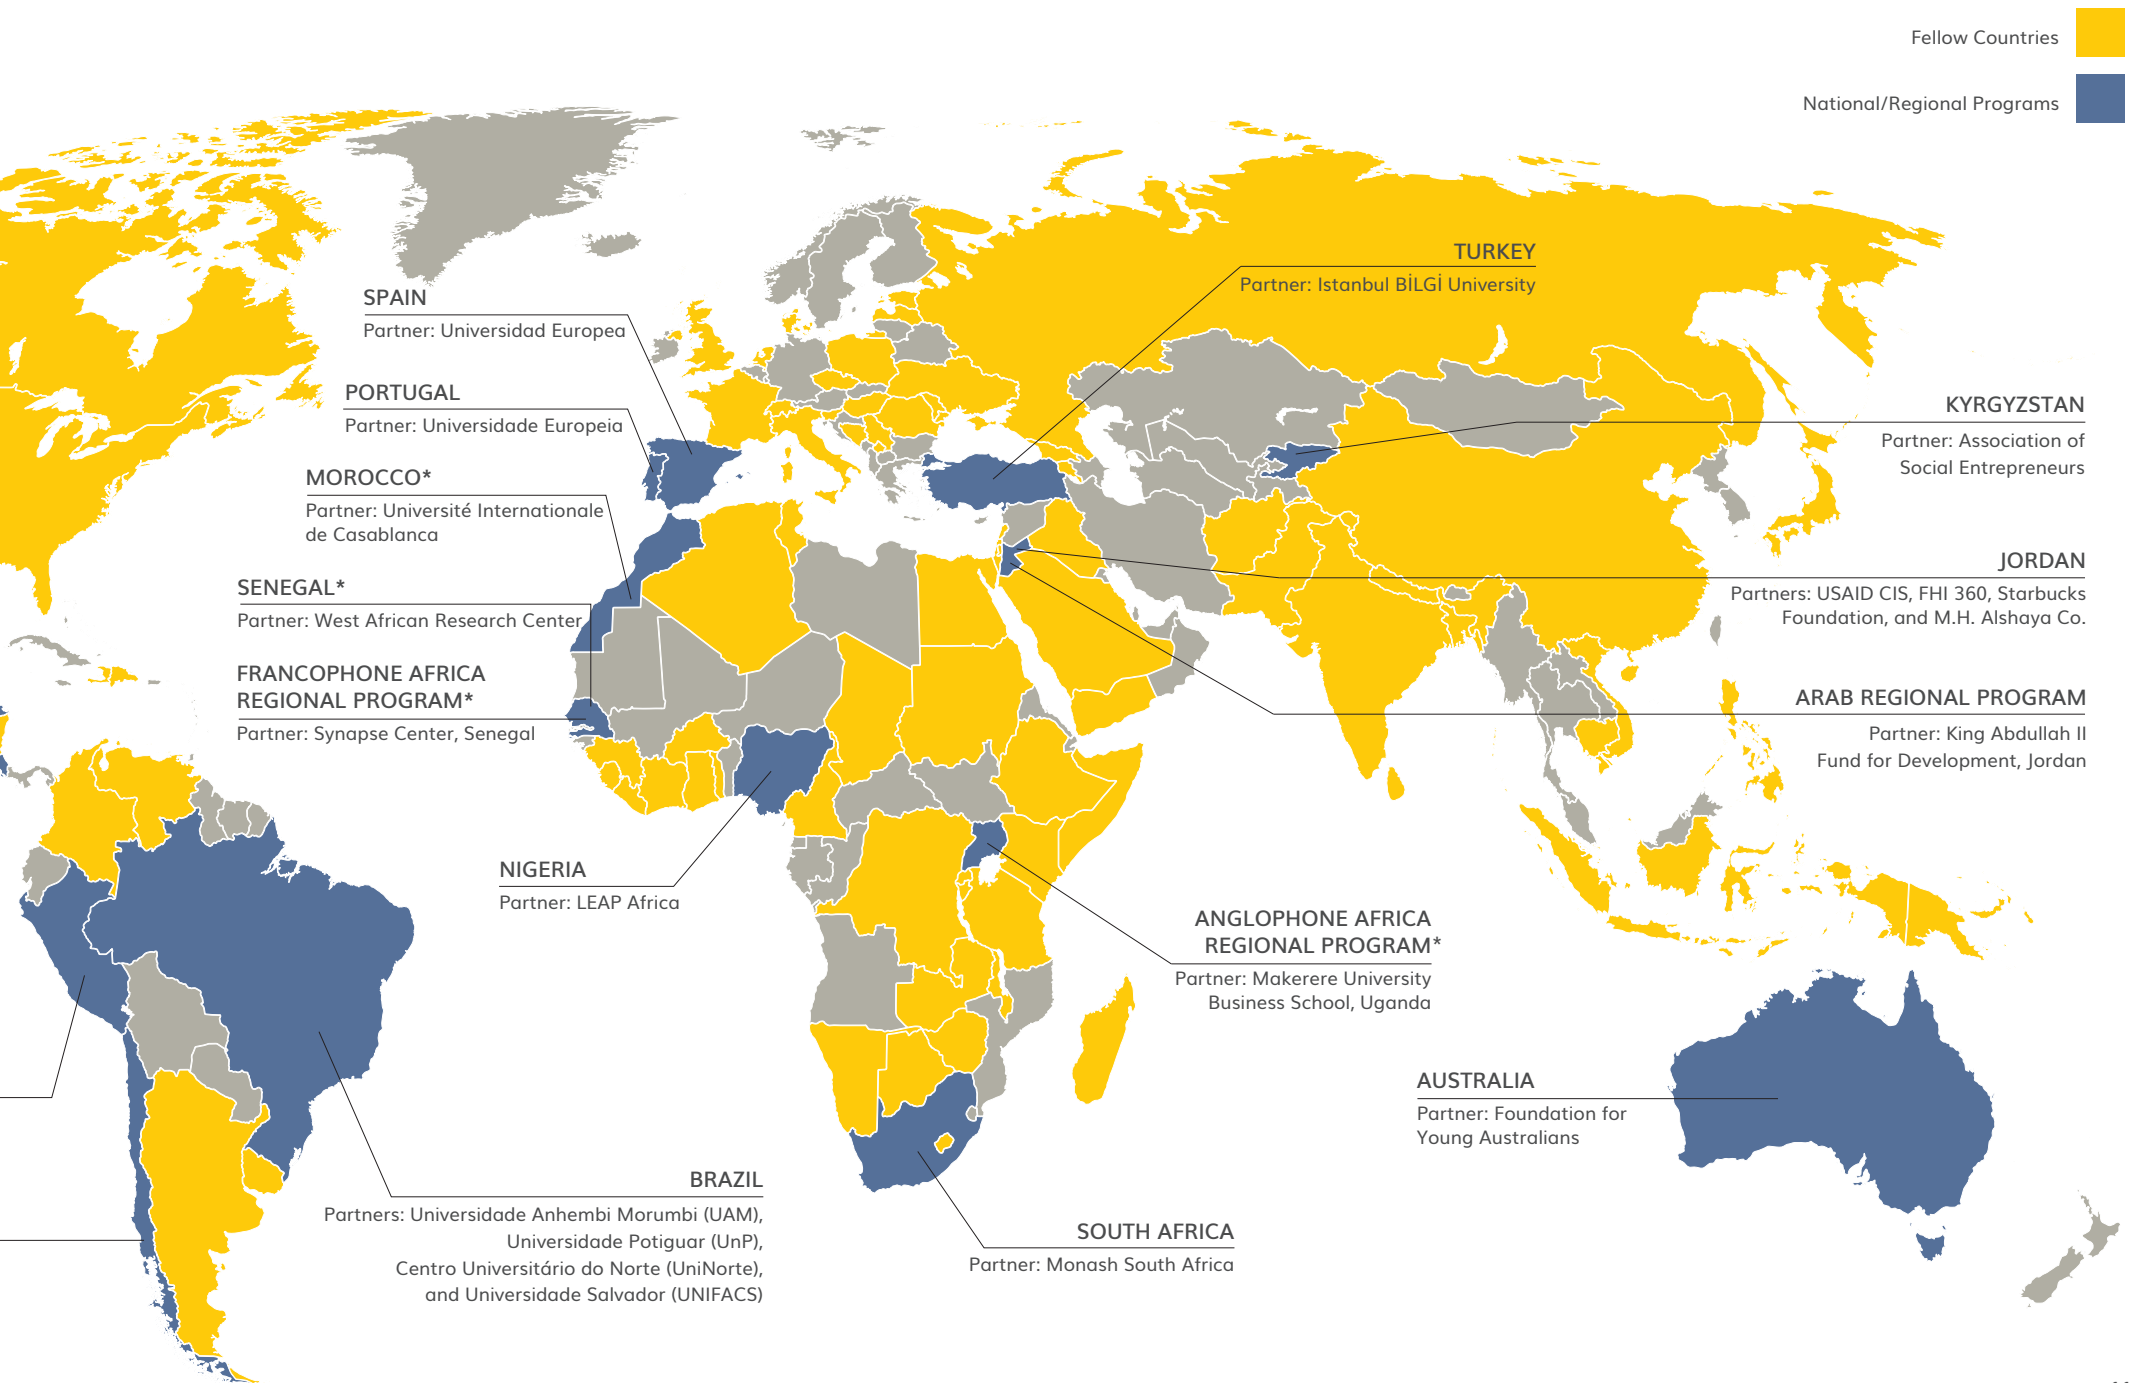 Fellow Countries
National/Regional Programs
TURKEY
Partner: Istanbul BİLGİ University
SPAIN
Partner: Universidad Europea
PORTUGAL
Partner: Universidade Europeia
KYRGYZSTAN
Partner: Association of
Social Entrepreneurs
MOROCCO*
Partner: Université Internationale
de Casablanca
JORDAN
Partners: USAID CIS, FHI 360, Starbucks
Foundation, and M.H. Alshaya Co.
SENEGAL*
Partner: West African Research Center
FRANCOPHONE AFRICA
REGIONAL PROGRAM*
Partner: Synapse Center, Senegal
ARAB REGIONAL PROGRAM
Partner: King Abdullah II
Fund for Development, Jordan
NIGERIA
Partner: LEAP Africa
ANGLOPHONE AFRICA
REGIONAL PROGRAM*
Partner: Makerere University
Business School, Uganda
AUSTRALIA
Partner: Foundation for
Young Australians
BRAZIL
Partners: Universidade Anhembi Morumbi (UAM),
Universidade Potiguar (UnP),
Centro Universitário do Norte (UniNorte),
and Universidade Salvador (UNIFACS)
SOUTH AFRICA
Partner: Monash South Africa